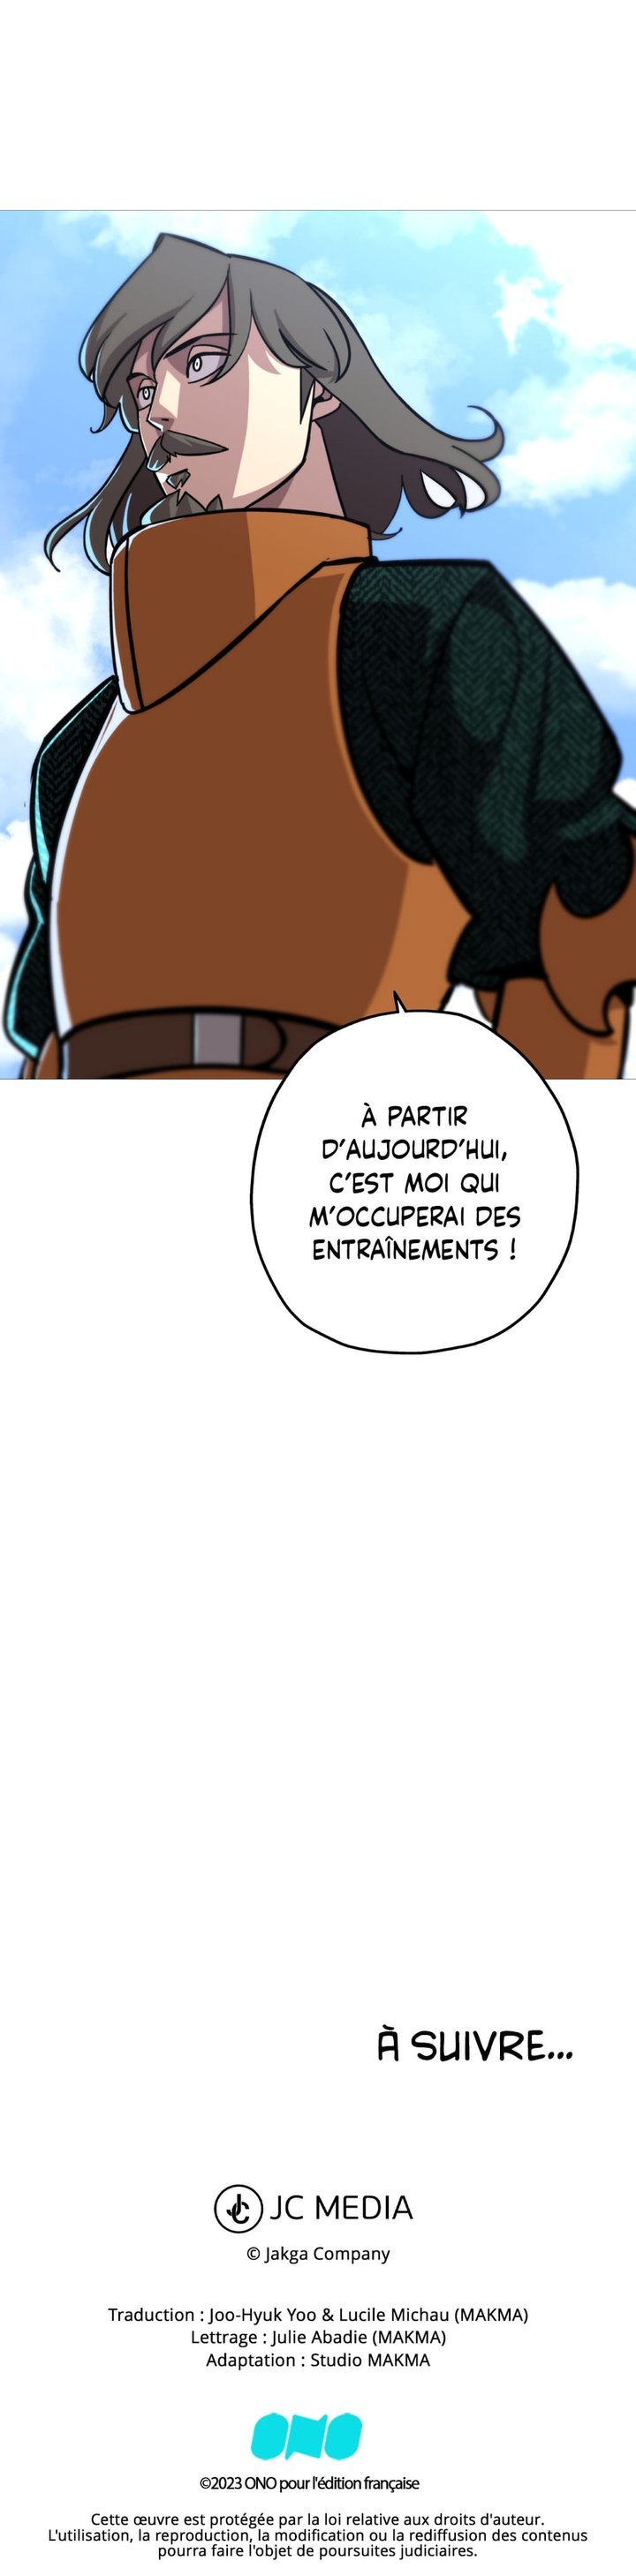 À PARTIR
D'AUJOURD'HUI,
C'EST MOI QUI
M'OCCUPERAI DES
ENTRAÎNEMENTS !
À SUIVRE...
JC JC MEDIA
© Jakga Company
Traduction : Joo-Hyuk Yoo & Lucile Michau (MAKMA)
Lettrage : Julie Abadie (MAKMA)
Adaptation : Studio MAKMA
ONO
©2023 ONO pour l'édition française
Cette œuvre est protégée par la loi relative aux droits d'auteur.
L'utilisation, la reproduction, la modification ou la rediffusion des contenus
pourra faire l'objet de poursuites judiciaires.